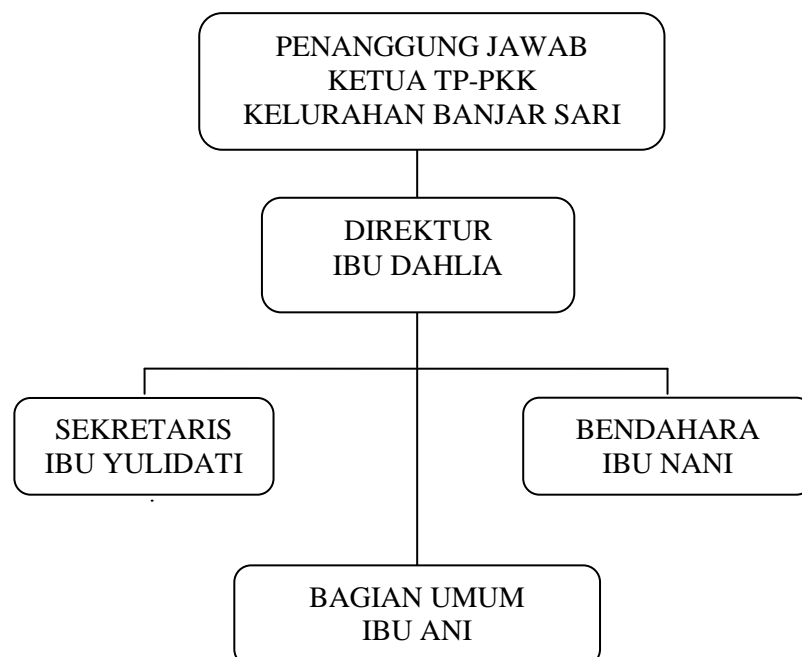 PENANGGUNG JAWAB
KETUA TP-PKK
KELURAHAN BANJAR SARI
DIREKTUR
IBU DAHLIA
SEKRETARIS
IBU YULIDATI
BENDAHARA
IBU NANI
BAGIAN UMUM
IBU ANI